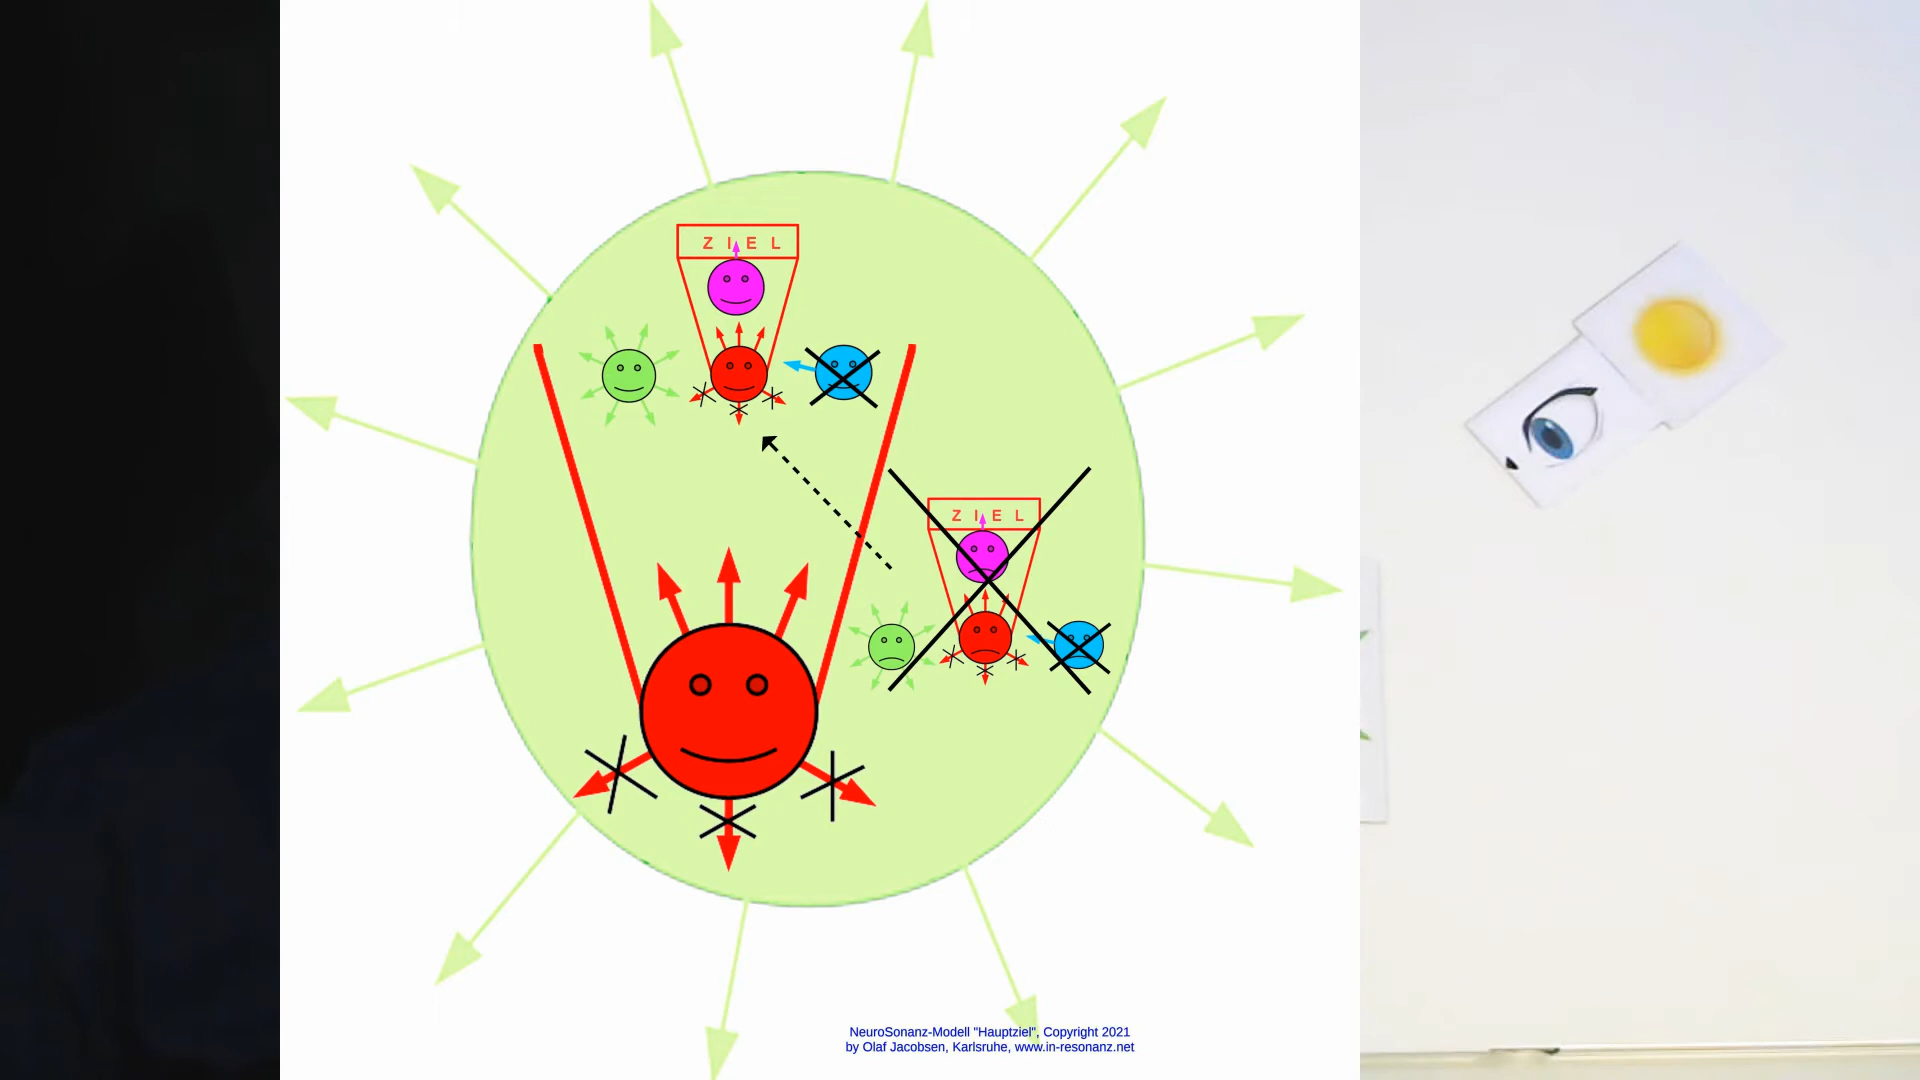 Z I E L
Z I E L
NeuroSonanz-Modell "Hauptziel", Copyright 2021
by Olaf Jacobsen, Karlsruhe, www.in-resonanz.net